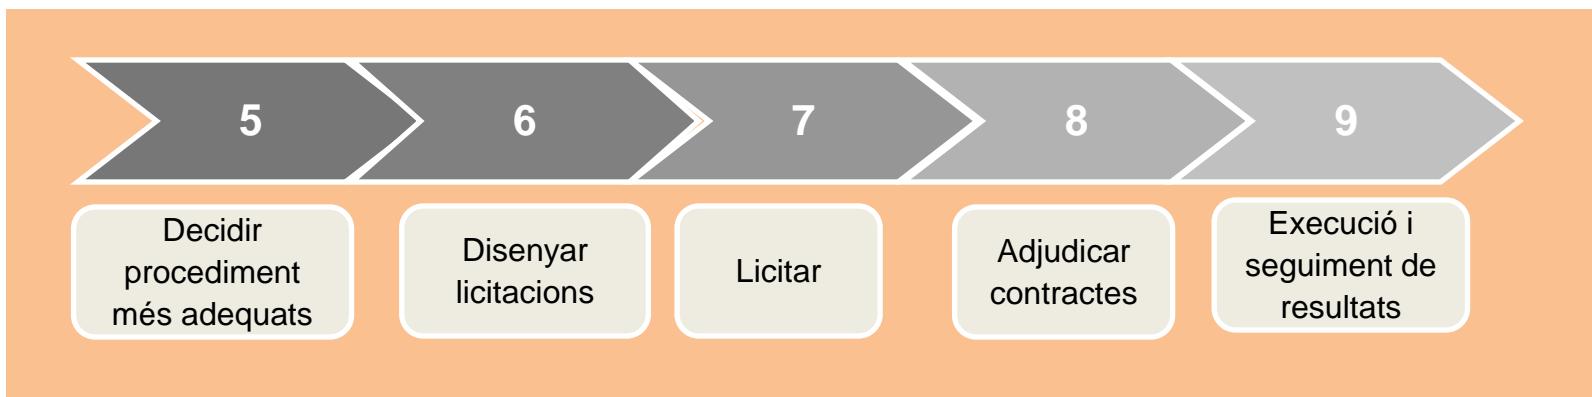 5
6
7
8
9
Decidir
procediment
més adequats
Disenyar
licitacions
Licitar
Adjudicar
contractes
Execució i
seguiment de
resultats